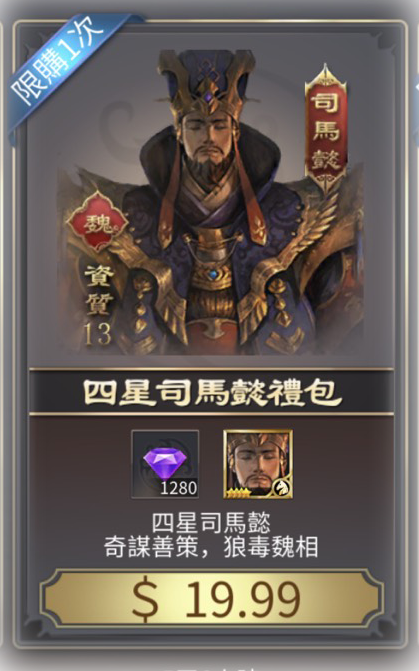 限購1次
司馬懿
魏
資質
13
四星司馬懿禮包
1280
四星司馬懿
奇謀善策，狼毒魏相
$ 19.99